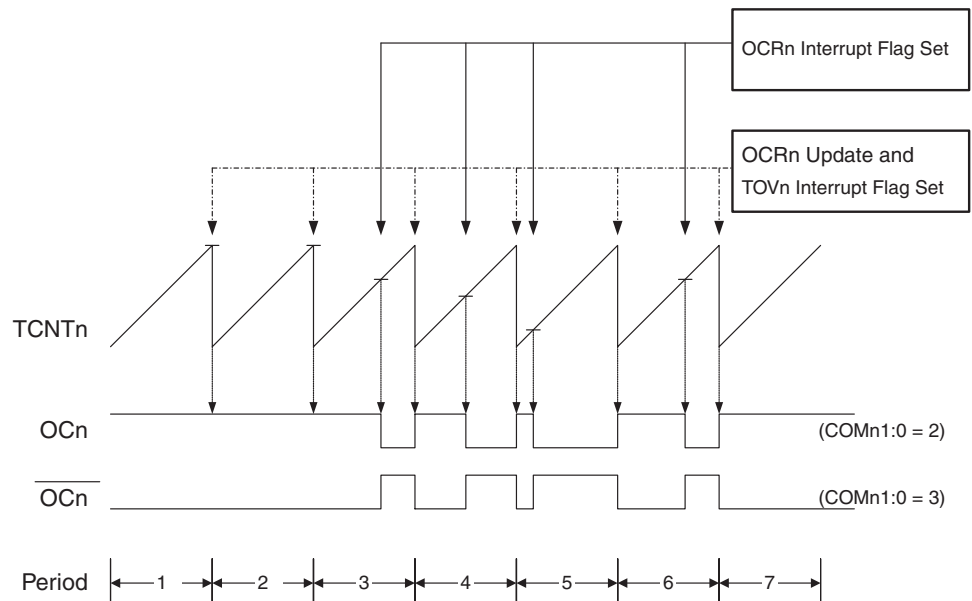 OCRn Interrupt Flag Set
OCRn Update and
TOVn Interrupt Flag Set
TCNTn
OCn
(COMn1:0 = 2)
OCn
(COMn1:0 = 3)
Period
1
2
3
4
5
6
7